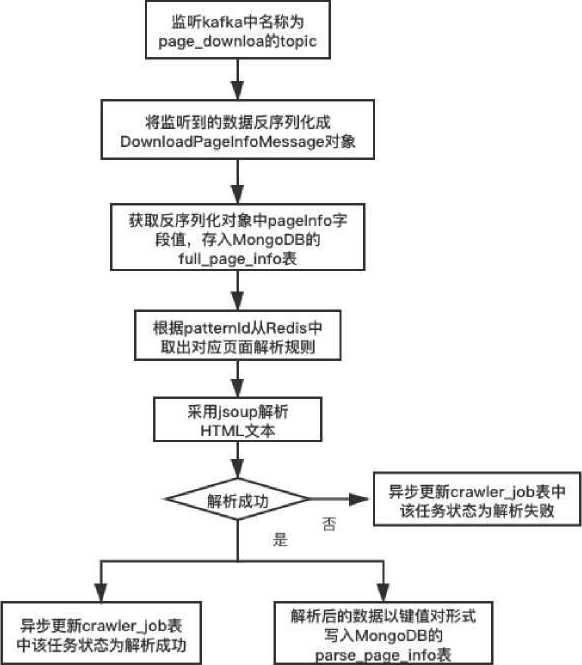 监听kafka中名称为
page_downloa的topic
将监听到的数据反序列化成
DownloadPageInfoMessage对象
获取反序列化对象中pageInfo字
段值，存入MongoDB的
full_page_info表
根据patternId从Redis中
取出对应页面解析规则
采用jsoup解析
HTML文本
解析成功
否
异步更新crawler_job表中
该任务状态为解析失败
是
异步更新crawler_job表
中该任务状态为解析成功
解析后的数据以键值对形式
写入MongoDB的
parse_page_info表